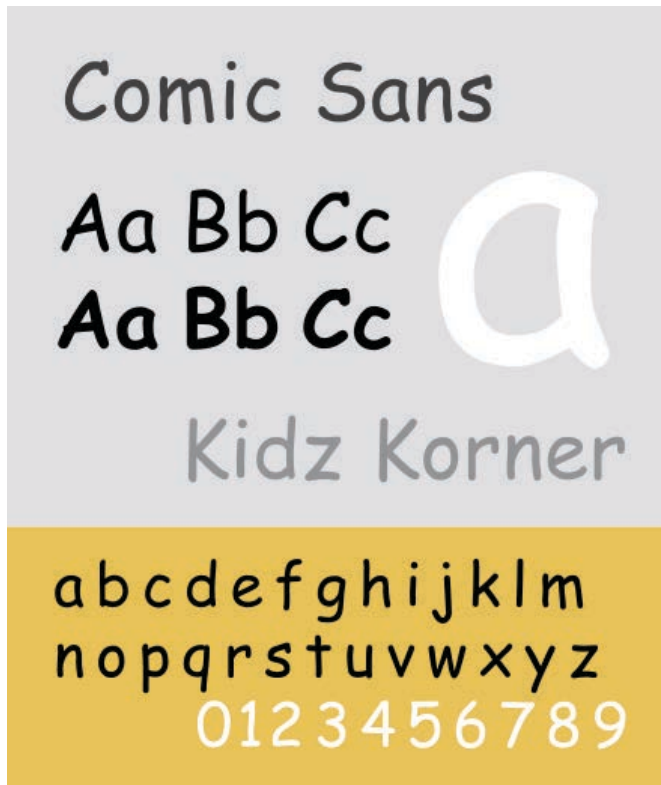 Comic Sans
Aa Bb Cc
a
Aa Bb Cc
Kidz Korner
abcdefghijklm
nopqrstuvwxyz
0123456789